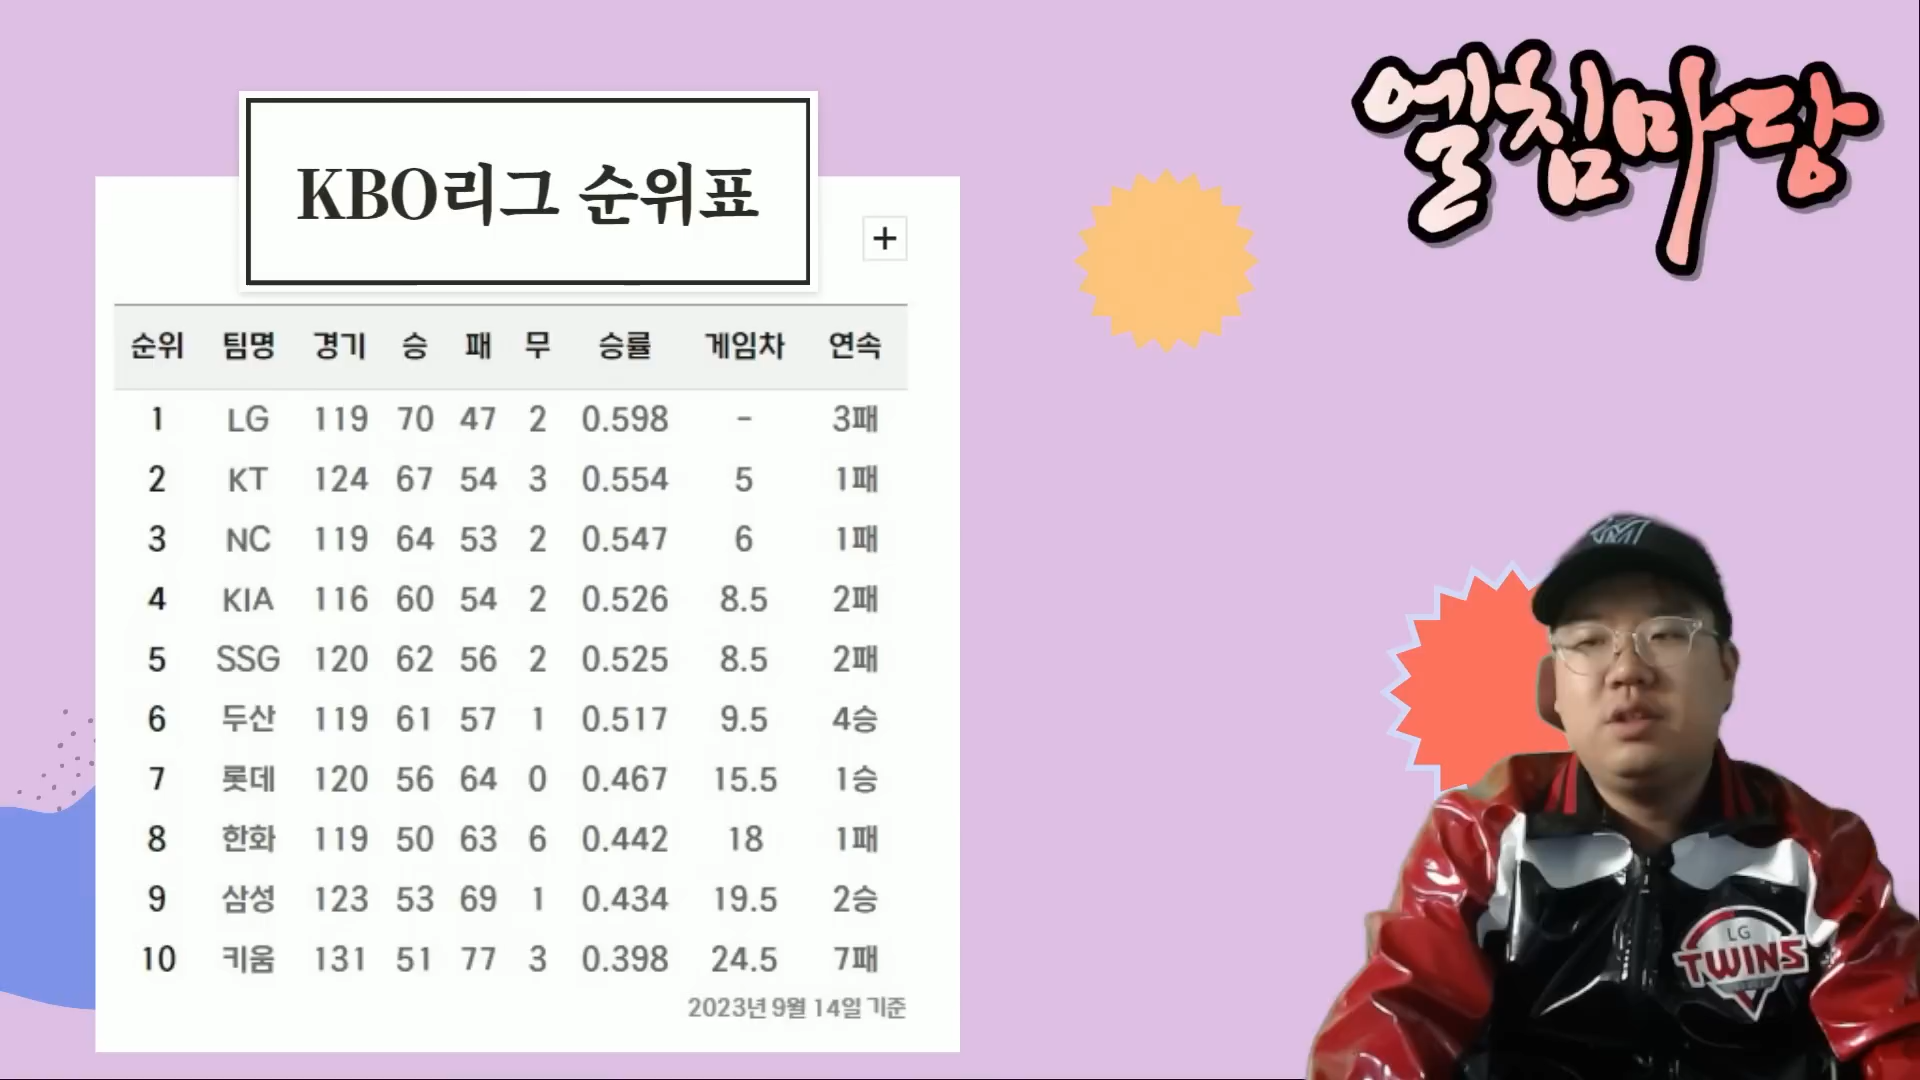 엘침마당
KBO리그 순위표
+
순위 팀명 경기 승 패 무 승률 게임차 연속
1 LG 119 70 47 2 0.598 - 3패
2 KT 124 67 54 3 0.554 5 1패
3 NC 119 64 53 2 0.547 6 1패
4 KIA 116 60 54 2 0.526 8.5 2패
5 SSG 120 62 56 2 0.525 8.5 2패
6 두산 119 61 57 1 0.517 9.5 4승
7 롯데 120 56 64 0 0.467 15.5 1승
8 한화 119 50 63 6 0.442 18 1패
9 삼성 123 53 69 1 0.434 19.5 2승
10 키움 131 51 77 3 0.398 24.5 7패
2023년 9월 14일 기준
LG
TWINS